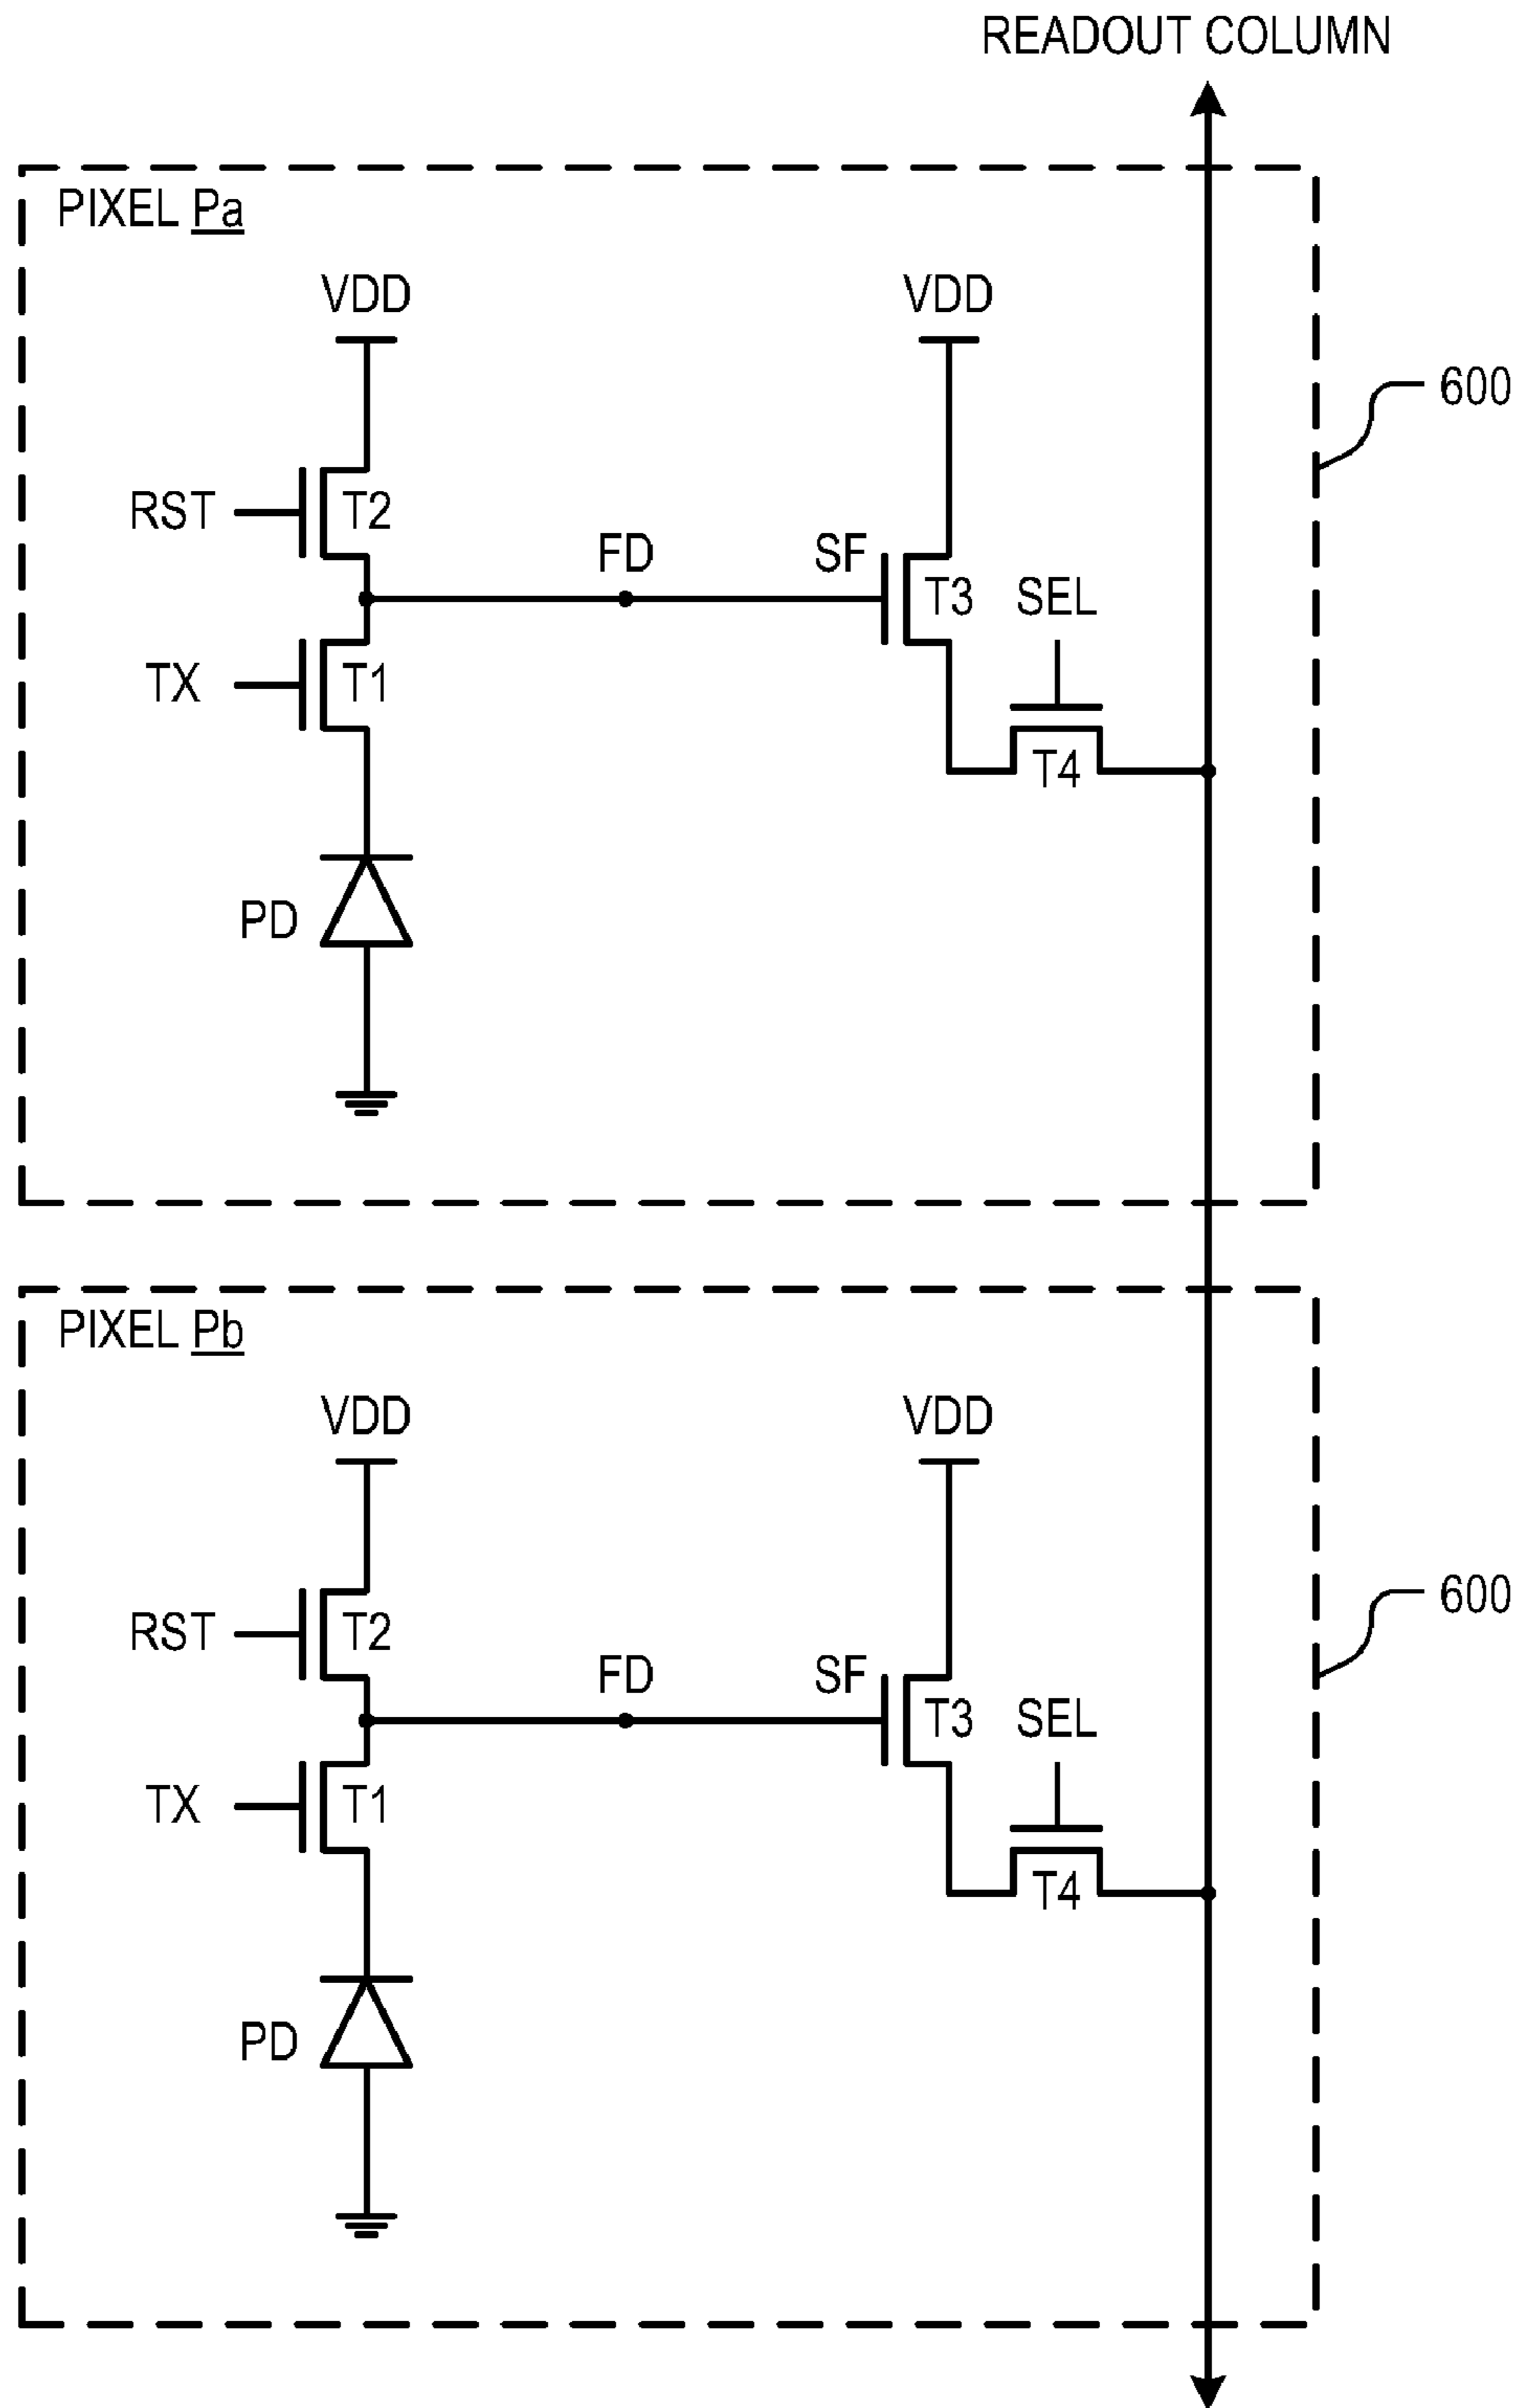 READOUT COLUMN
PIXEL Pa
VDD VDD
600
RST T2
FD SF T3 SEL
TX T1
T4
PD
PIXEL Pb
VDD VDD
600
RST T2
FD SF T3 SEL
TX T1
T4
PD